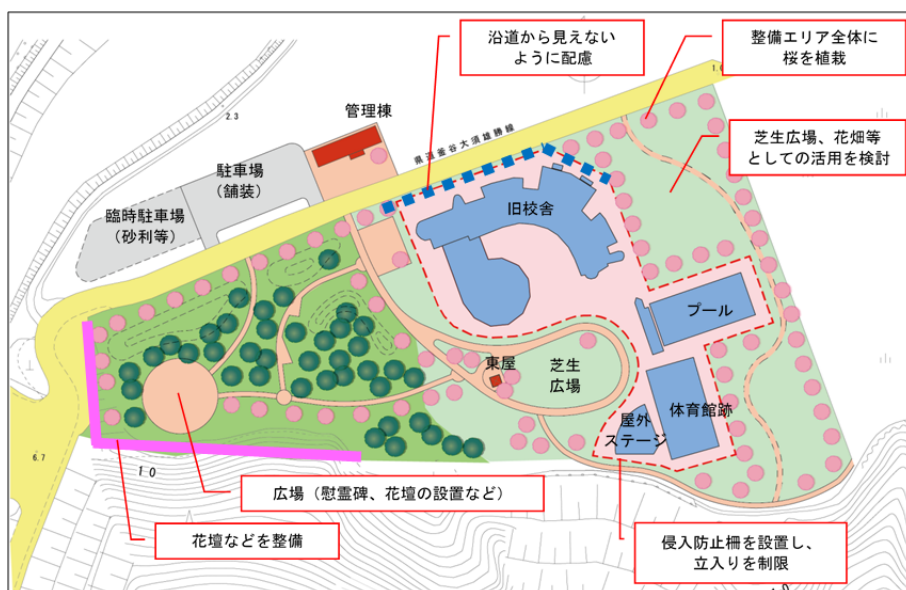 沿道から見えない
ように配慮
整備エリア全体に
桜を植栽
芝生広場、花畑等
としての活用を検討
管理棟
県道釜谷大須雄勝線
2.3
駐車場
(舗装)
臨時駐車場
(砂利等)
旧校舎
プール
東屋
芝生
広場
体育館跡
屋外
ステージ
6.7
10
広場(慰霊碑、花壇の設置など)
花壇などを整備
侵入防止柵を設置し、
立入りを制限